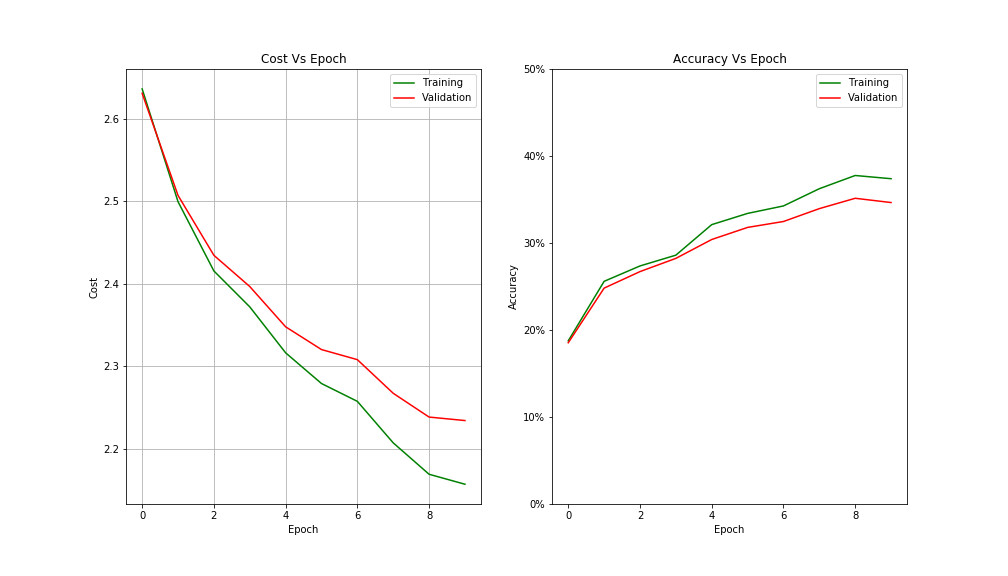 Cost Vs Epoch
Training
Validation
2.6
2.5
2.4
2.3
2.2
Cost
0 2 4 6 8
Epoch
Accuracy Vs Epoch
Training
Validation
50%
40%
30%
20%
10%
0%
Accuracy
0 2 4 6 8
Epoch